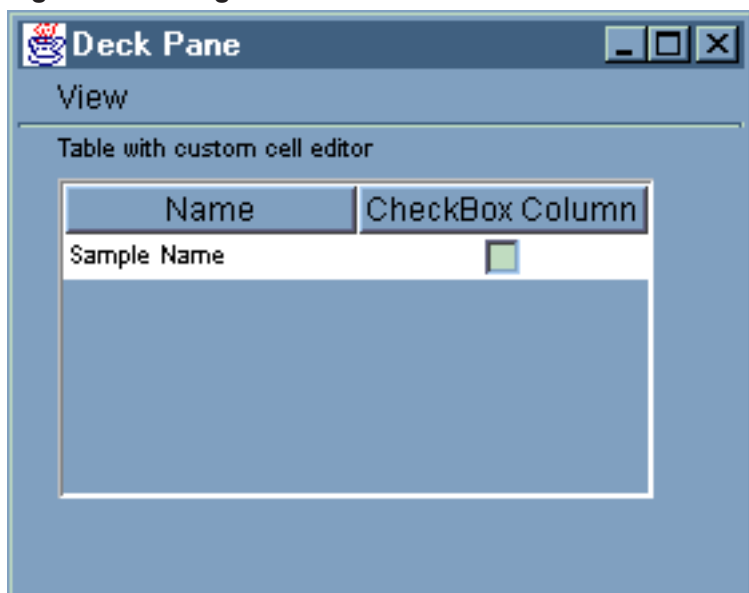 Deck Pane
View
Table with custom cell editor
Name CheckBox Column
Sample Name